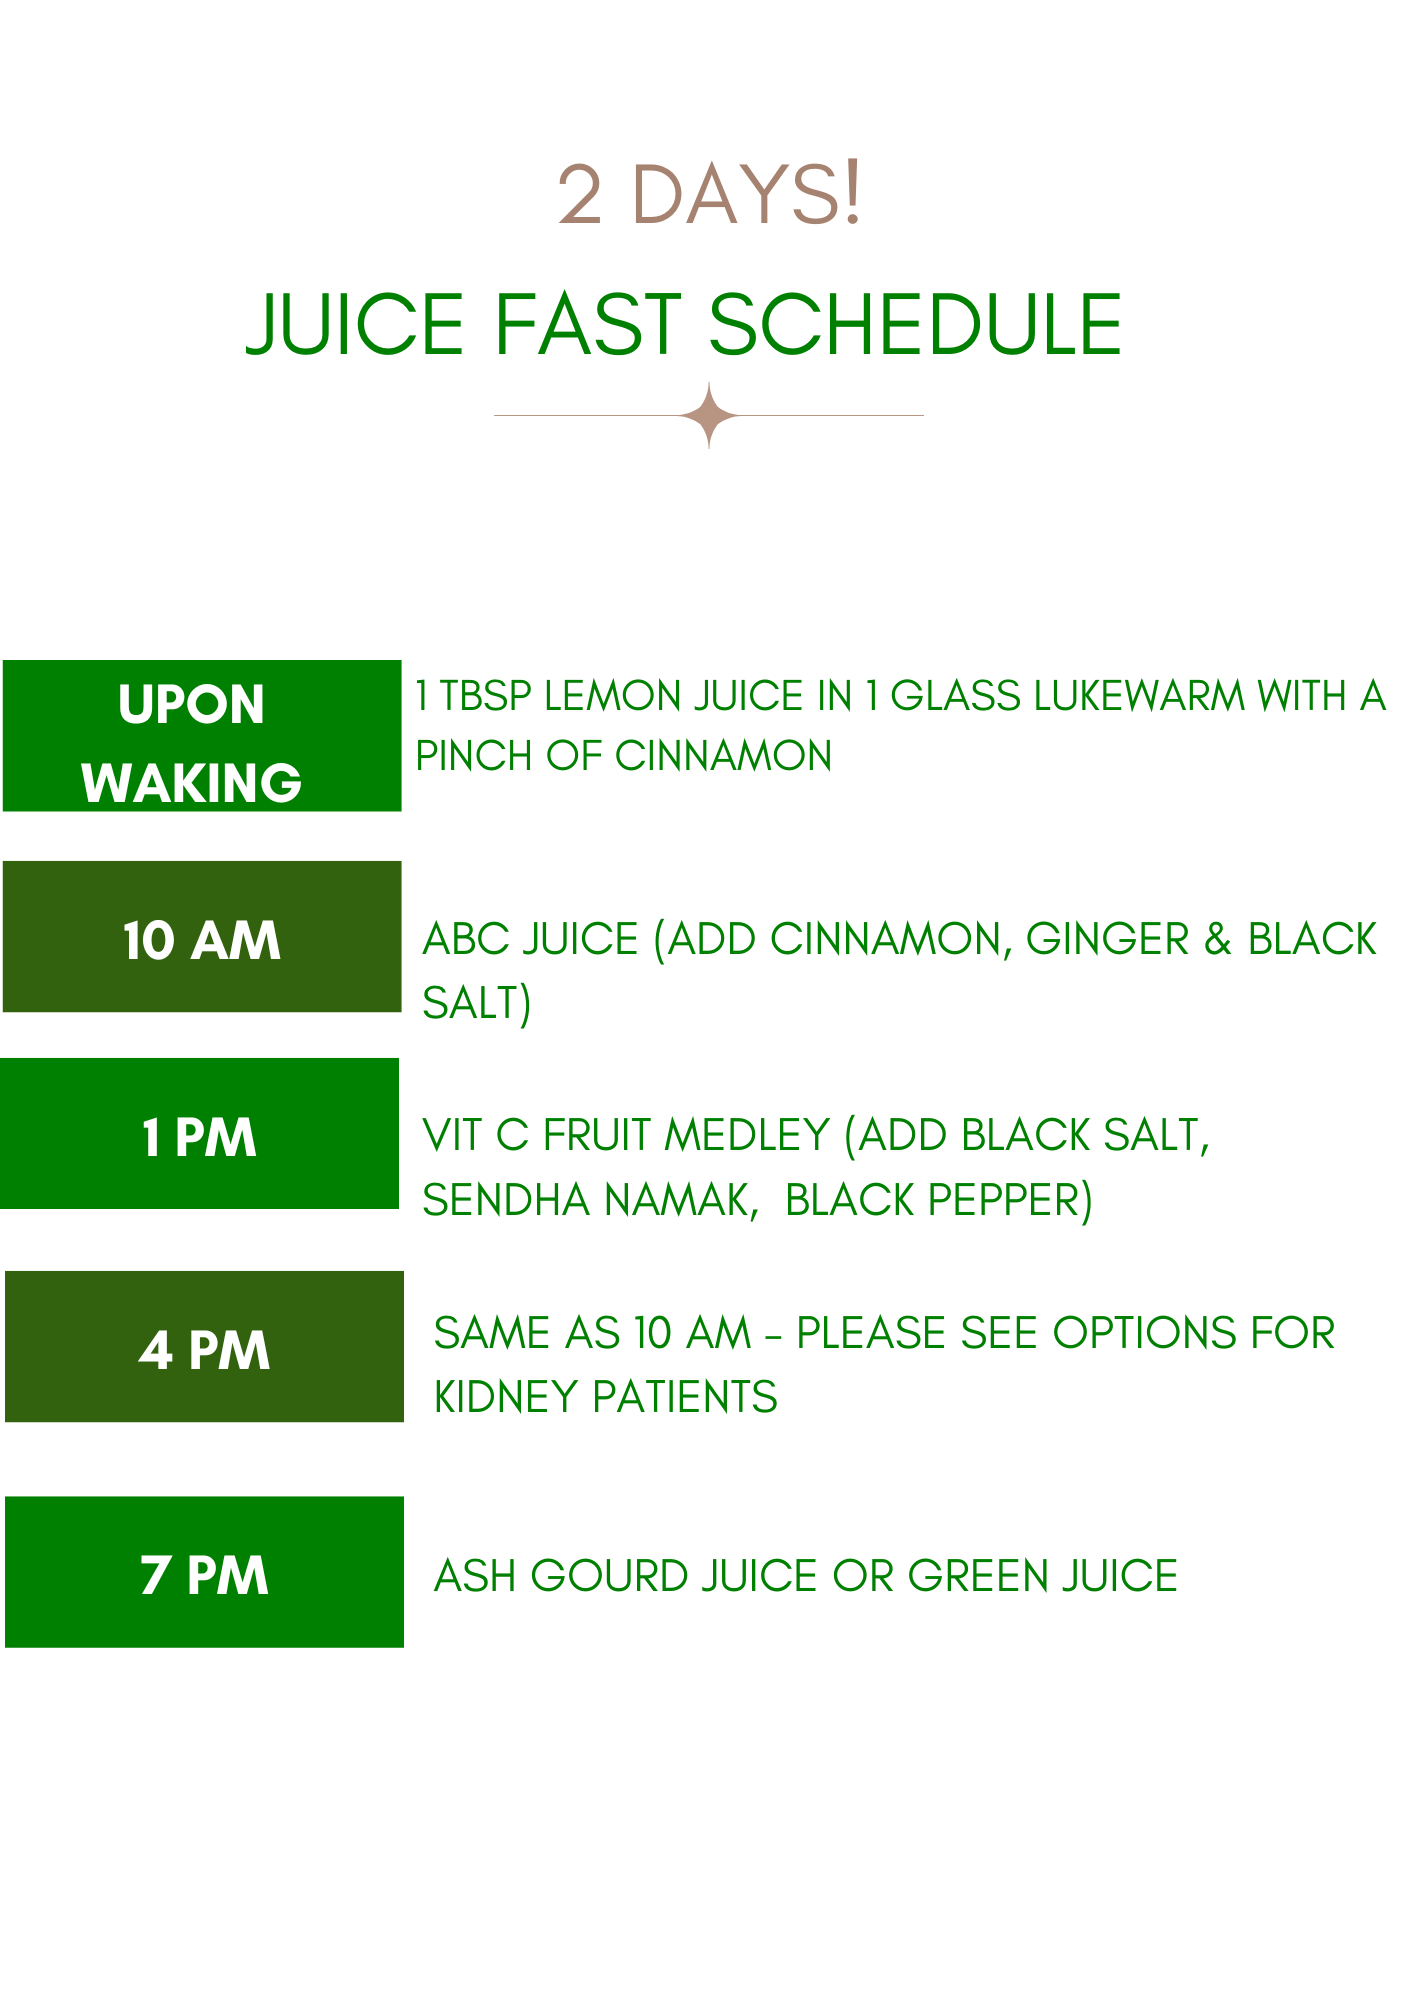 2 DAYS!
JUICE FAST SCHEDULE
UPON
WAKING
1 TBSP LEMON JUICE IN 1 GLASS LUKEWARM WITH A
PINCH OF CINNAMON
10 AM
ABC JUICE (ADD CINNAMON, GINGER & BLACK
SALT)
1 PM
VIT C FRUIT MEDLEY (ADD BLACK SALT,
SENDHA NAMAK,  BLACK PEPPER)
4 PM
SAME AS 10 AM - PLEASE SEE OPTIONS FOR
KIDNEY PATIENTS
7 PM
ASH GOURD JUICE OR GREEN JUICE